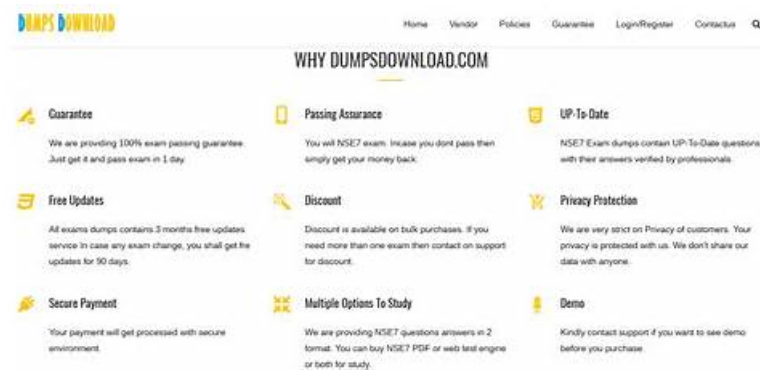 DUMPS DOWNLOAD
Home Vendor Policies Guarantee Login/Register Contactus
WHY DUMPSDOWNLOAD.COM
Guarantee
We are providing 100% exam passing guarantee.
Just get it and pass exam in 1 day.
Passing Assurance
You will NSE7 exam. Incase you dont pass then
simply get your money back.
UP-To-Date
NSE7 Exam dumps contain UP-To-Date questions
with their answers verified by professionals.
Free Updates
All exams dumps contains 3 months free updates
service In case any exam change, you shall get fre
updates for 90 days.
Discount
Discount is available on bulk purchases. If you
need more than one exam then contact on support
for discount.
Privacy Protection
We are very strict on Privacy of customers. Your
privacy is protected with us. We don't share our
data with anyone.
Secure Payment
Your payment will get processed with secure
environment.
Multiple Options To Study
We are providing NSE7 questions answers in 2
format. You can buy NSE7 PDF or web test engine
or both for study.
Demo
Kindly contact support if you want to see demo
before you purchase.